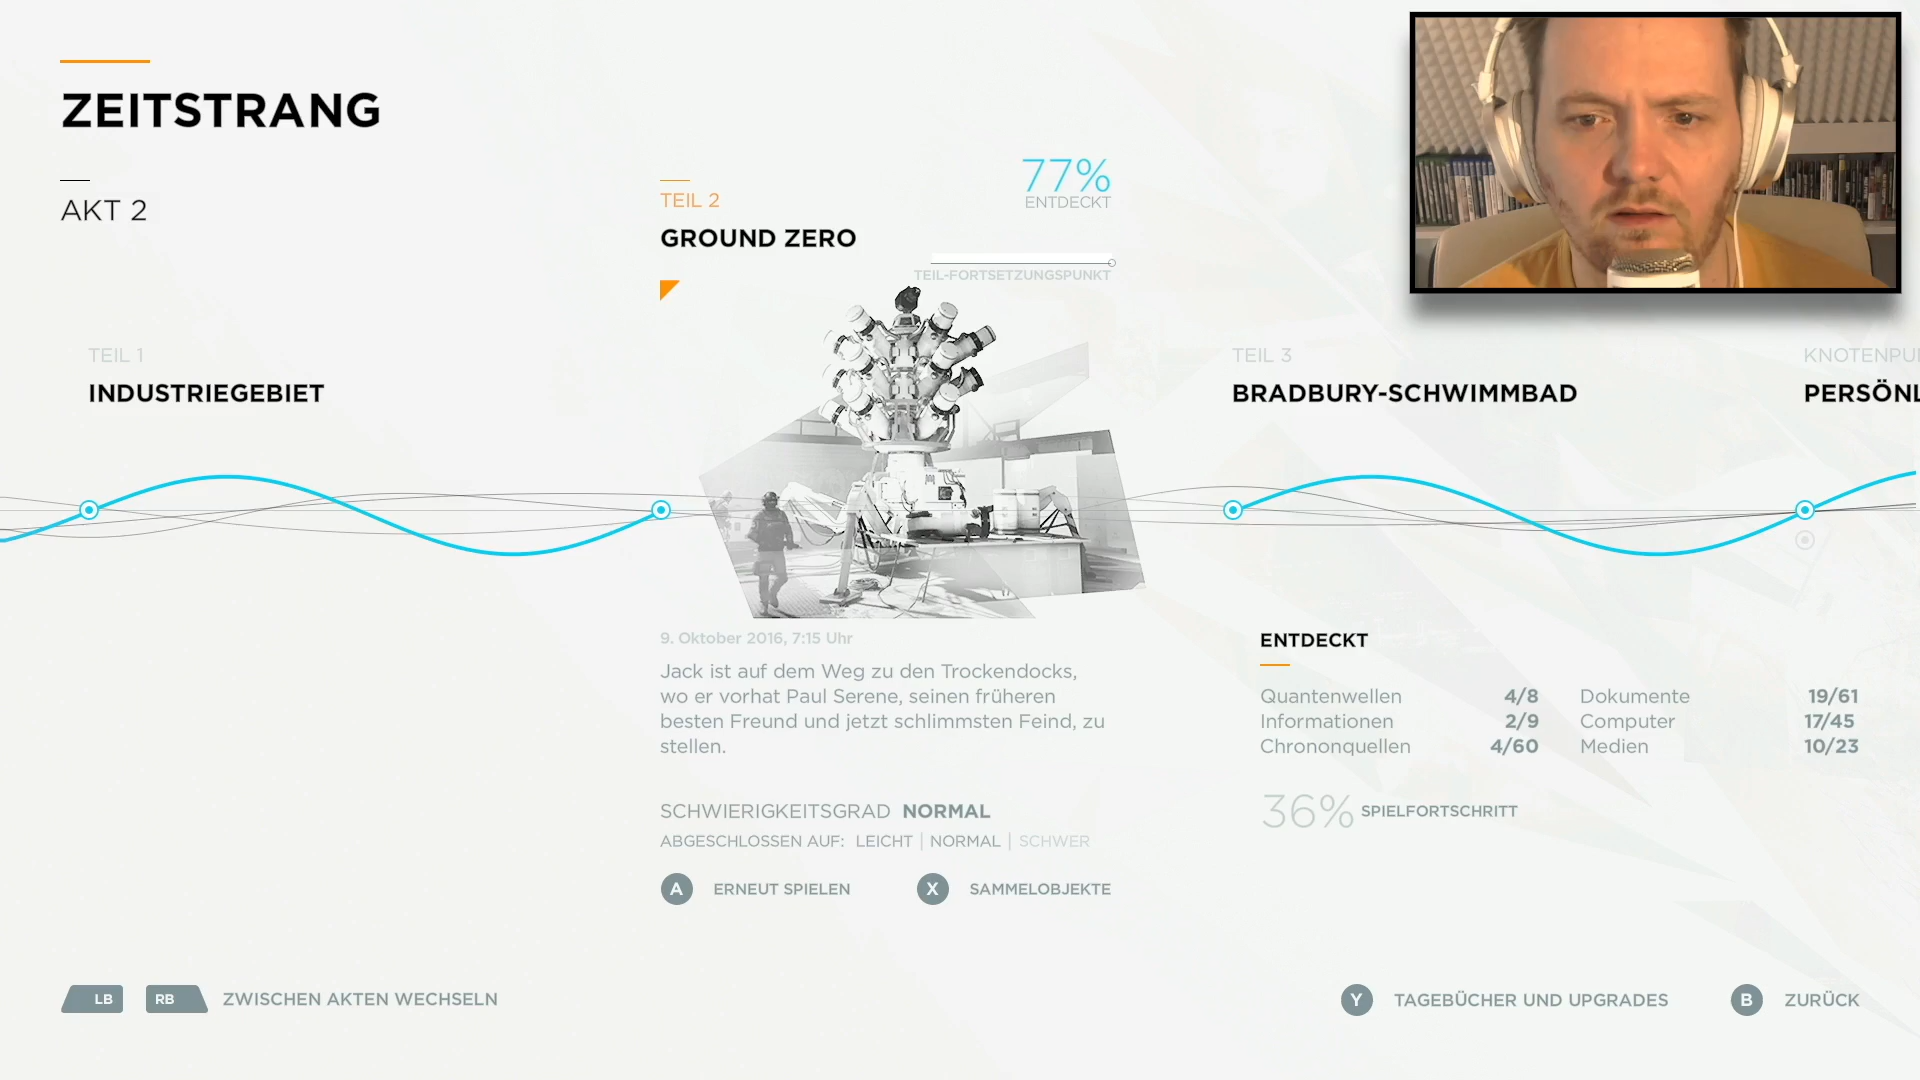 ZEITSTRANG
AKT 2
TEIL 1
INDUSTRIEGEBIET
TEIL 2
GROUND ZERO
77%
ENTDECKT
TEIL-FORTSETZUNGSPUNKT
TEIL 3
BRADBURY-SCHWIMMBAD
KNOTENPU
PERSÖNL
9. Oktober 2016, 7:15 Uhr
Jack ist auf dem Weg zu den Trockendocks,
wo er vorhat Paul Serene, seinen früheren
besten Freund und jetzt schlimmsten Feind, zu
stellen.
SCHWIERIGKEITSGRAD NORMAL
ABGESCHLOSSEN AUF: LEICHT | NORMAL | SCHWER
A ERNEUT SPIELEN X SAMMELOBJEKTE
ENTDECKT
Quantenwellen 4/8 Dokumente 19/61
Informationen 2/9 Computer 17/45
Chrononquellen 4/60 Medien 10/23
36% SPIELFORTSCHRITT
LB RB ZWISCHEN AKTEN WECHSELN
Y TAGEBÜCHER UND UPGRADES B ZURÜCK